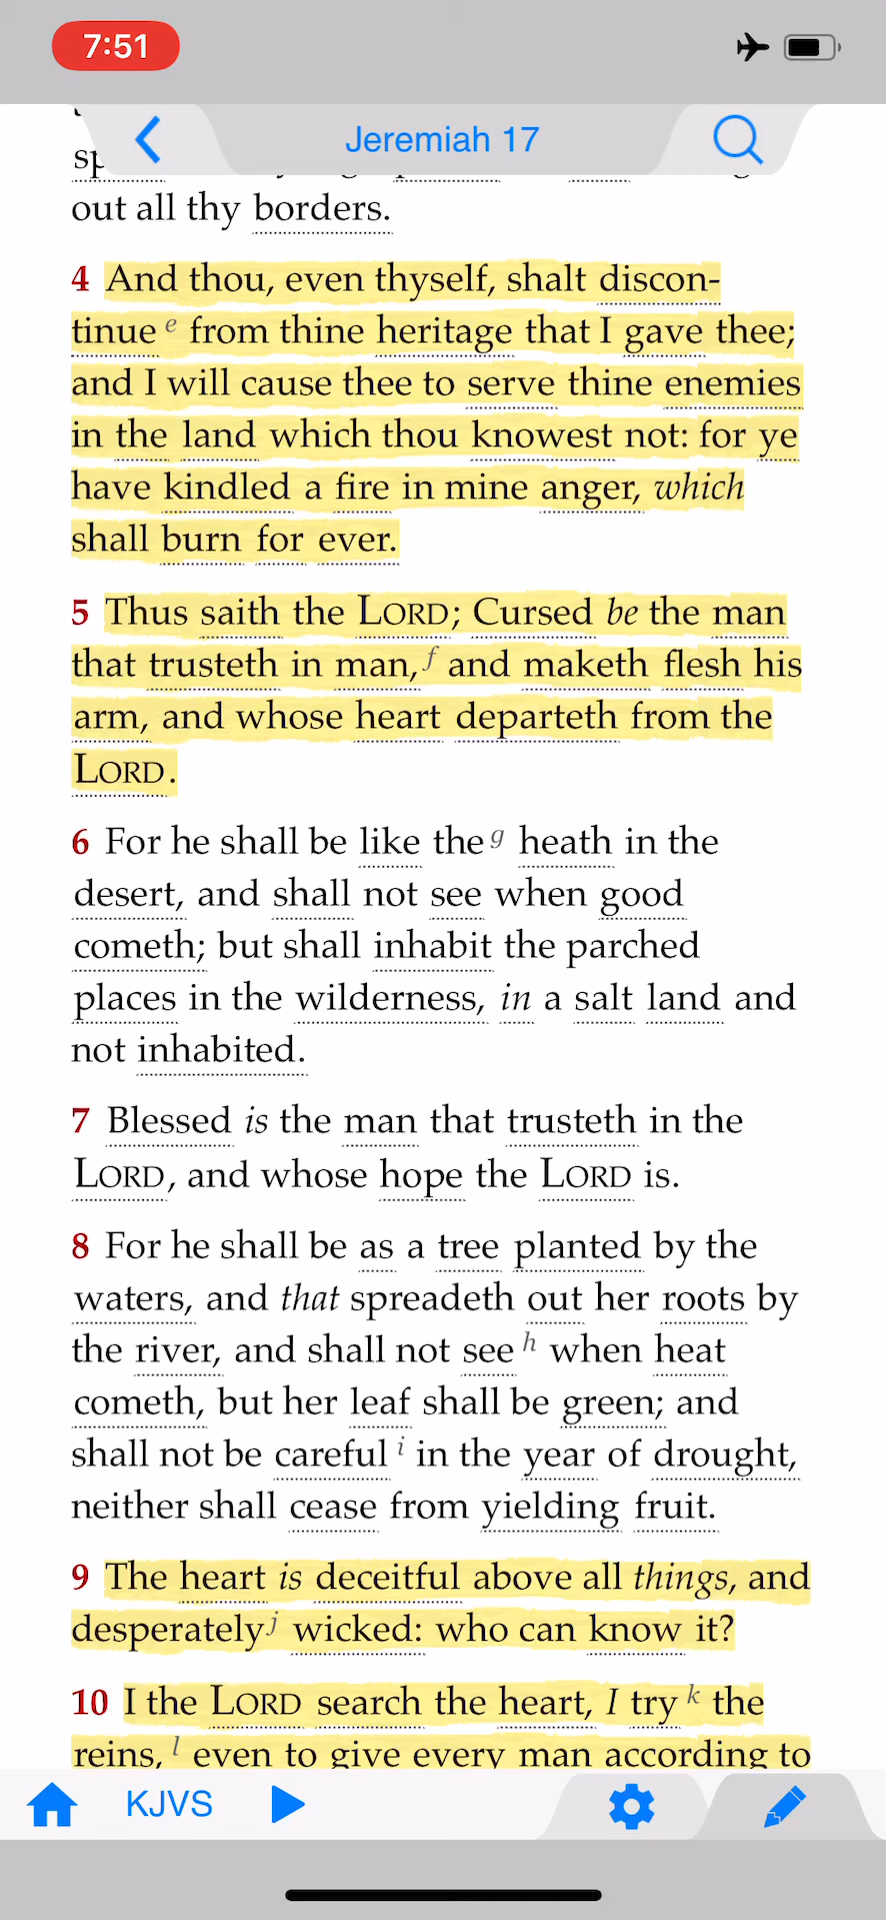 7:51
Jeremiah 17
out all thy borders.
4 And thou, even thyself, shalt discon-
tinue e from thine heritage that I gave thee;
and I will cause thee to serve thine enemies
in the land which thou knowest not: for ye
have kindled a fire in mine anger, which
shall burn for ever.
5 Thus saith the LORD; Cursed be the man
that trusteth in man, f and maketh flesh his
arm, and whose heart departeth from the
LORD.
6 For he shall be like the g heath in the
desert, and shall not see when good
cometh; but shall inhabit the parched
places in the wilderness, in a salt land and
not inhabited.
7 Blessed is the man that trusteth in the
LORD, and whose hope the LORD is.
8 For he shall be as a tree planted by the
waters, and that spreadeth out her roots by
the river, and shall not see h when heat
cometh, but her leaf shall be green; and
shall not be careful i in the year of drought,
neither shall cease from yielding fruit.
9 The heart is deceitful above all things, and
desperately j wicked: who can know it?
10 I the LORD search the heart, I try k the
reins, l even to give every man according to
KJVS